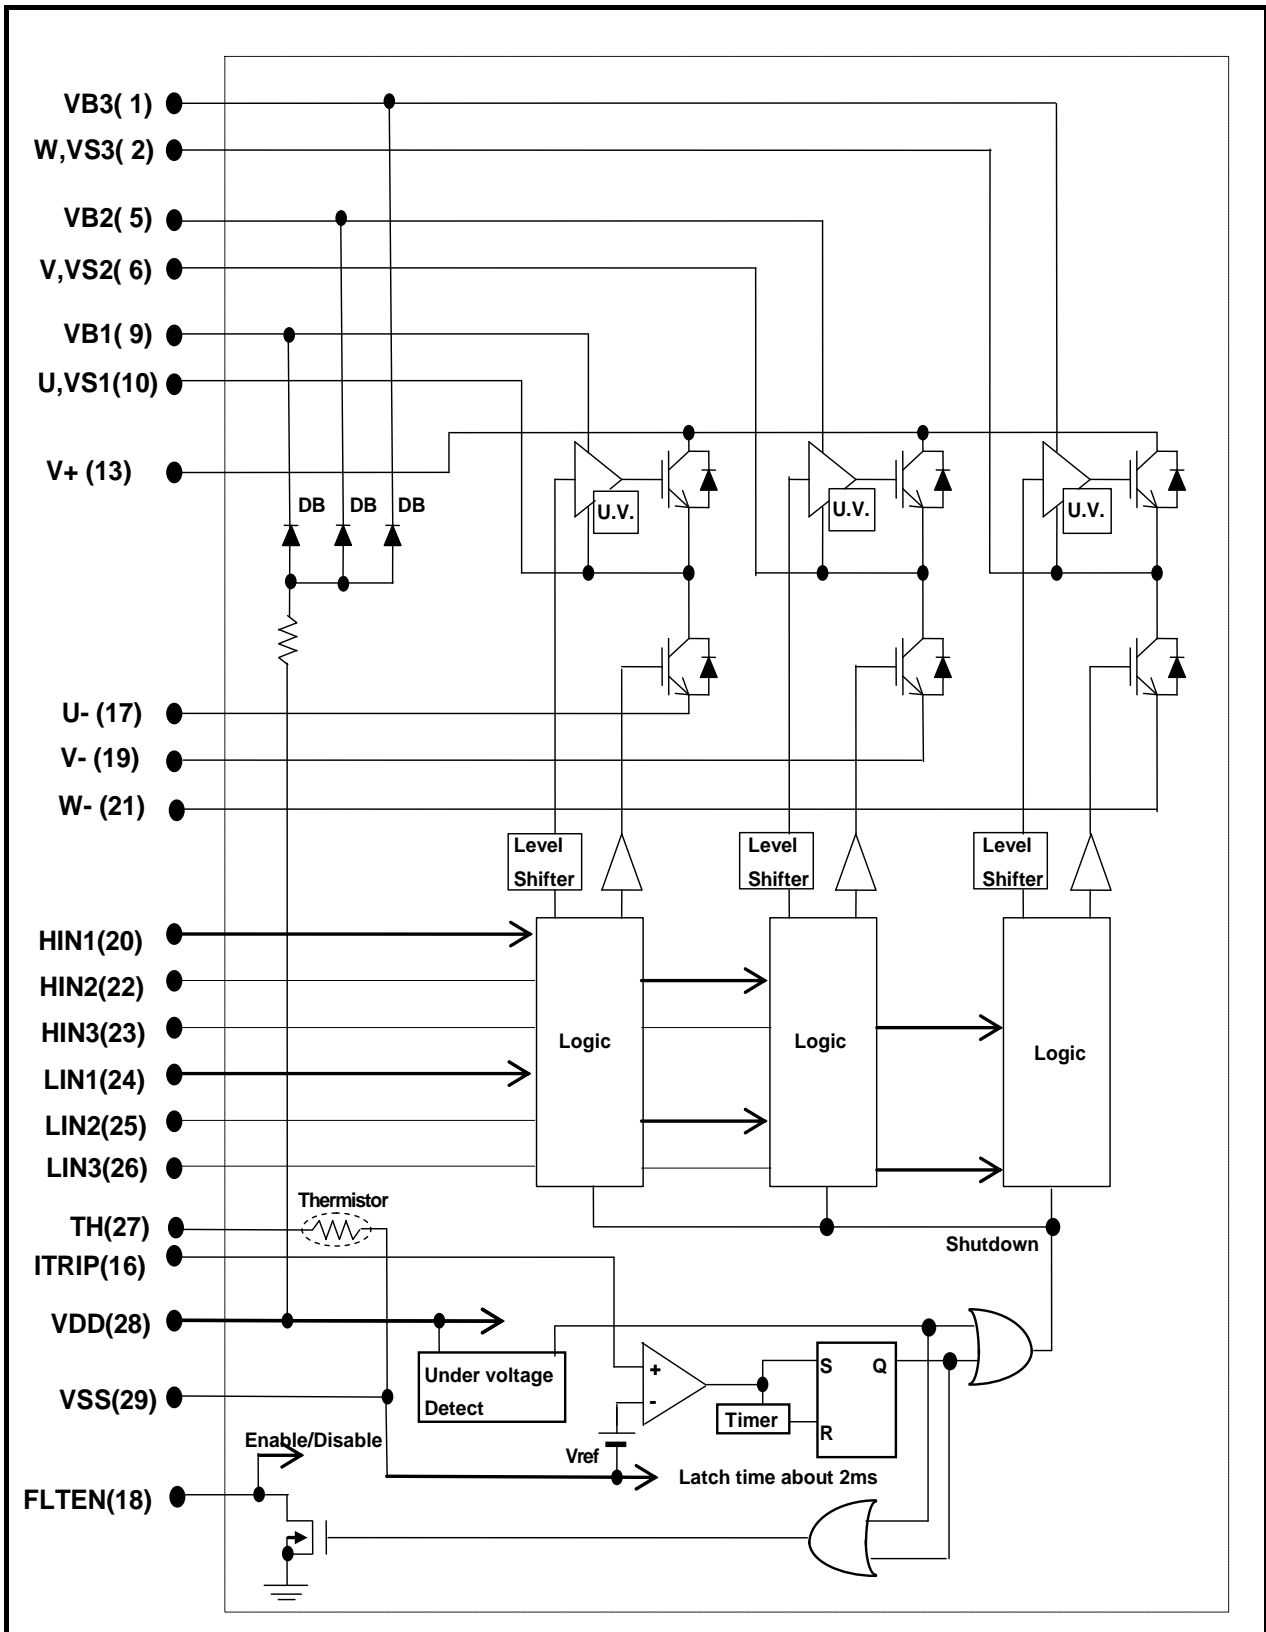 VB3( 1)
W,VS3( 2)
VB2( 5)
V,VS2( 6)
VB1( 9)
U,VS1(10)
V+ (13)
DB DB DB
U.V. U.V. U.V.
U- (17)
V- (19)
W- (21)
Level
Shifter
Level
Shifter
Level
Shifter
HIN1(20)
HIN2(22)
HIN3(23)
LIN1(24)
LIN2(25)
LIN3(26)
Logic
Logic
Logic
Thermistor
TH(27)
ITRIP(16)
Shutdown
VDD(28)
Under voltage
Detect
+
-
S Q
R
Timer
VSS(29)
Vref
Enable/Disable
Latch time about 2ms
FLTEN(18)